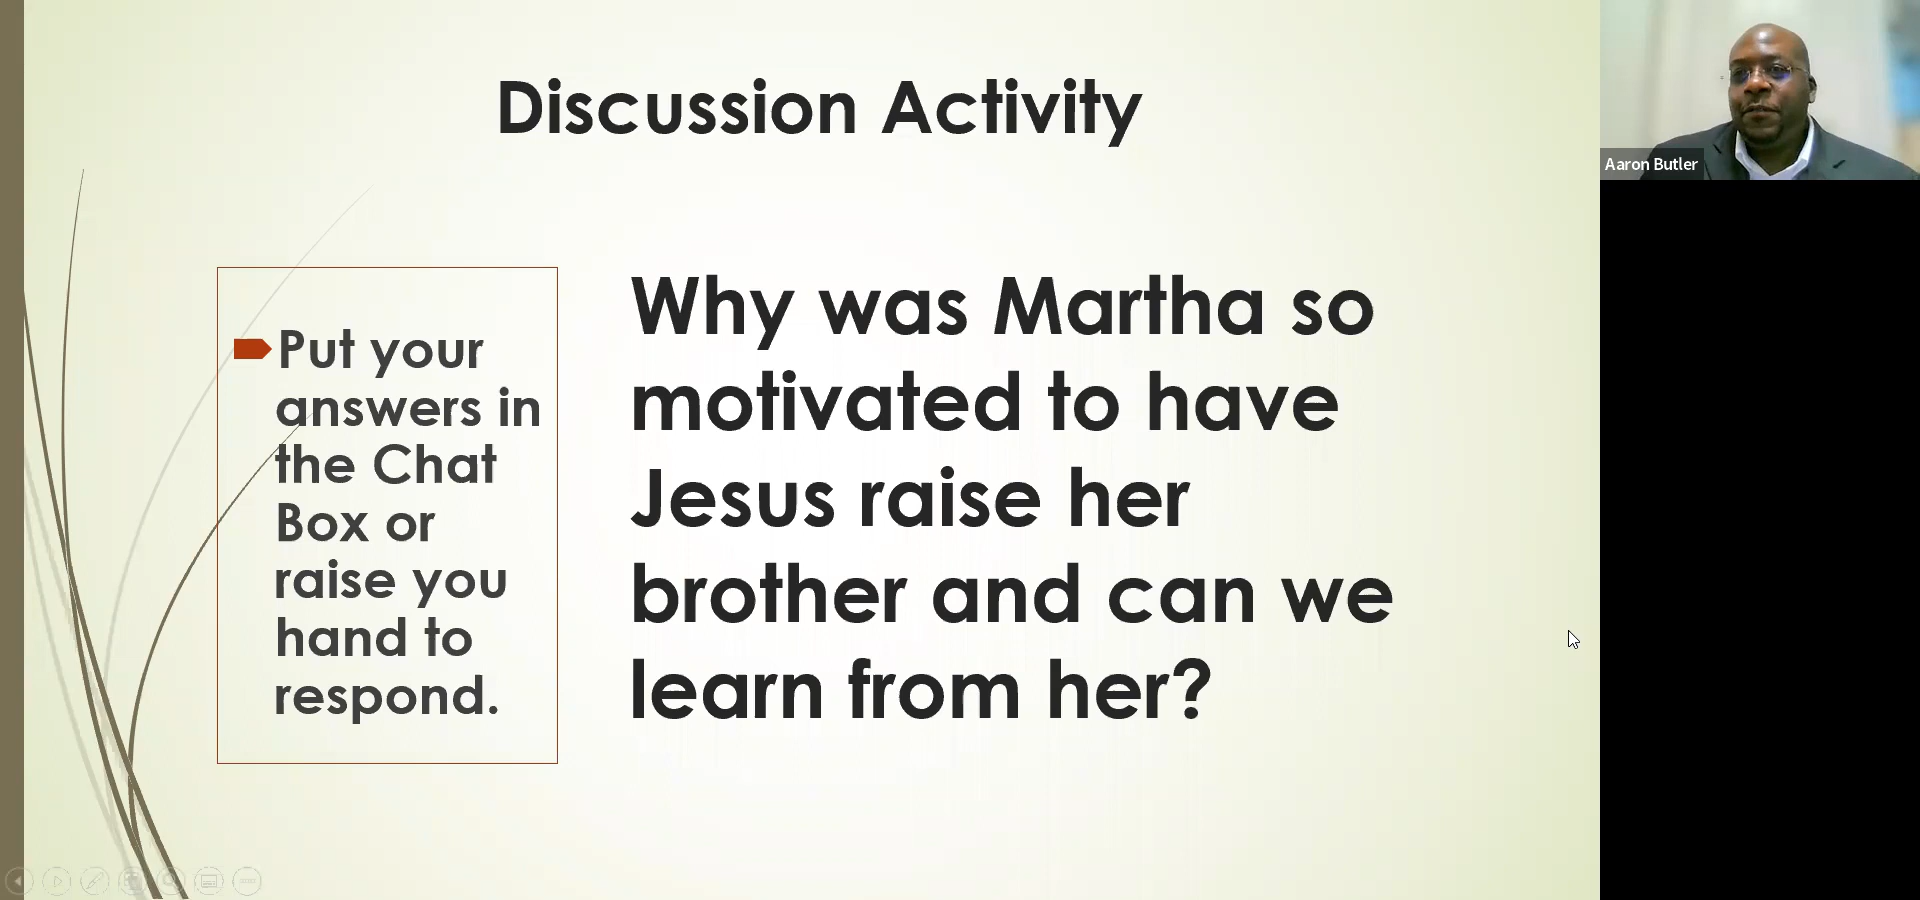 Discussion Activity
Put your
answers in
the Chat
Box or
raise you
hand to
respond.
Why was Martha so
motivated to have
Jesus raise her
brother and can we
learn from her?
Aaron Butler